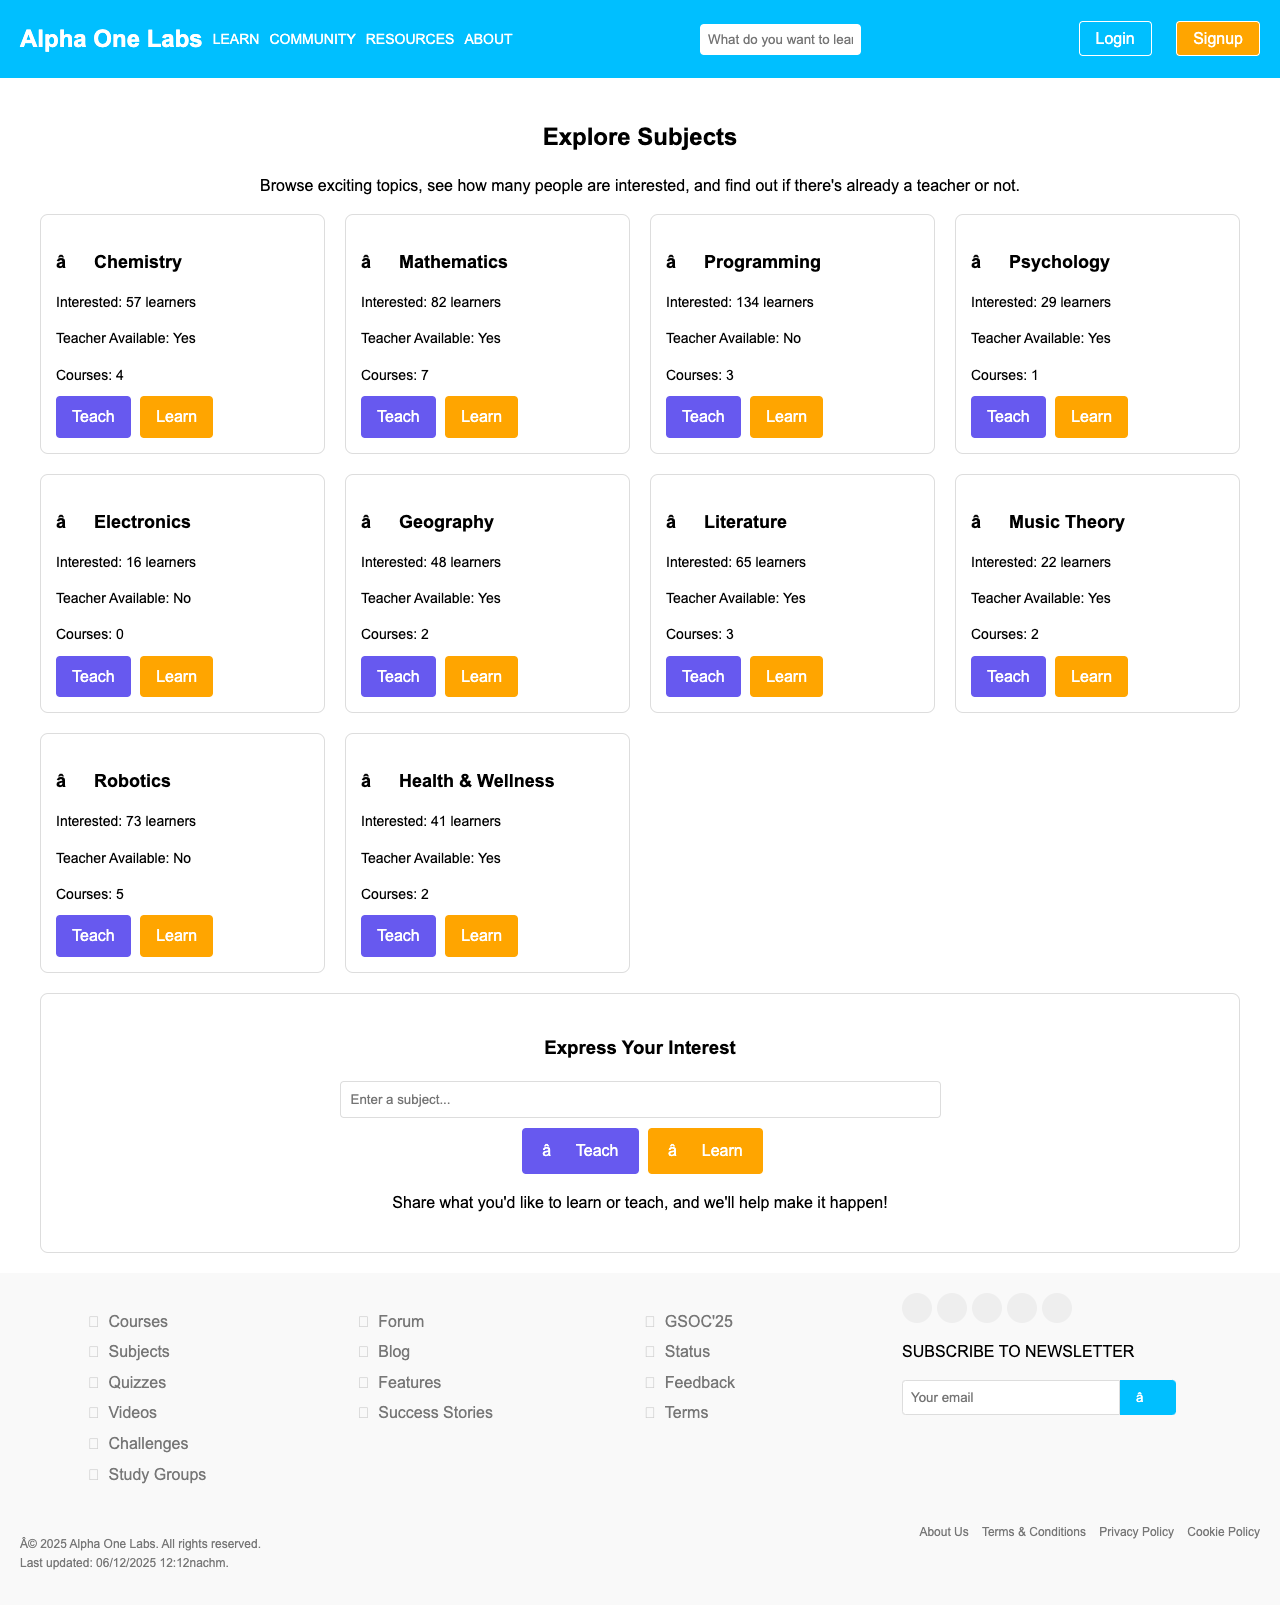 Alpha One Labs LEARN COMMUNITY RESOURCES ABOUT What do you want to lear Login Signup
Explore Subjects
Browse exciting topics, see how many people are interested, and find out if there's already a teacher or not.
â Chemistry
Interested: 57 learners
Teacher Available: Yes
Courses: 4
Teach Learn
â Mathematics
Interested: 82 learners
Teacher Available: Yes
Courses: 7
Teach Learn
â Programming
Interested: 134 learners
Teacher Available: No
Courses: 3
Teach Learn
â Psychology
Interested: 29 learners
Teacher Available: Yes
Courses: 1
Teach Learn
â Electronics
Interested: 16 learners
Teacher Available: No
Courses: 0
Teach Learn
â Geography
Interested: 48 learners
Teacher Available: Yes
Courses: 2
Teach Learn
â Literature
Interested: 65 learners
Teacher Available: Yes
Courses: 3
Teach Learn
â Music Theory
Interested: 22 learners
Teacher Available: Yes
Courses: 2
Teach Learn
â Robotics
Interested: 73 learners
Teacher Available: No
Courses: 5
Teach Learn
â Health & Wellness
Interested: 41 learners
Teacher Available: Yes
Courses: 2
Teach Learn
Express Your Interest
Enter a subject...
â Teach â Learn
Share what you'd like to learn or teach, and we'll help make it happen!
Courses
Subjects
Quizzes
Videos
Challenges
Study Groups
Forum
Blog
Features
Success Stories
GSOC'25
Status
Feedback
Terms
SUBSCRIBE TO NEWSLETTER
Your email â
Â© 2025 Alpha One Labs. All rights reserved.
Last updated: 06/12/2025 12:12nachm.
About Us Terms & Conditions Privacy Policy Cookie Policy